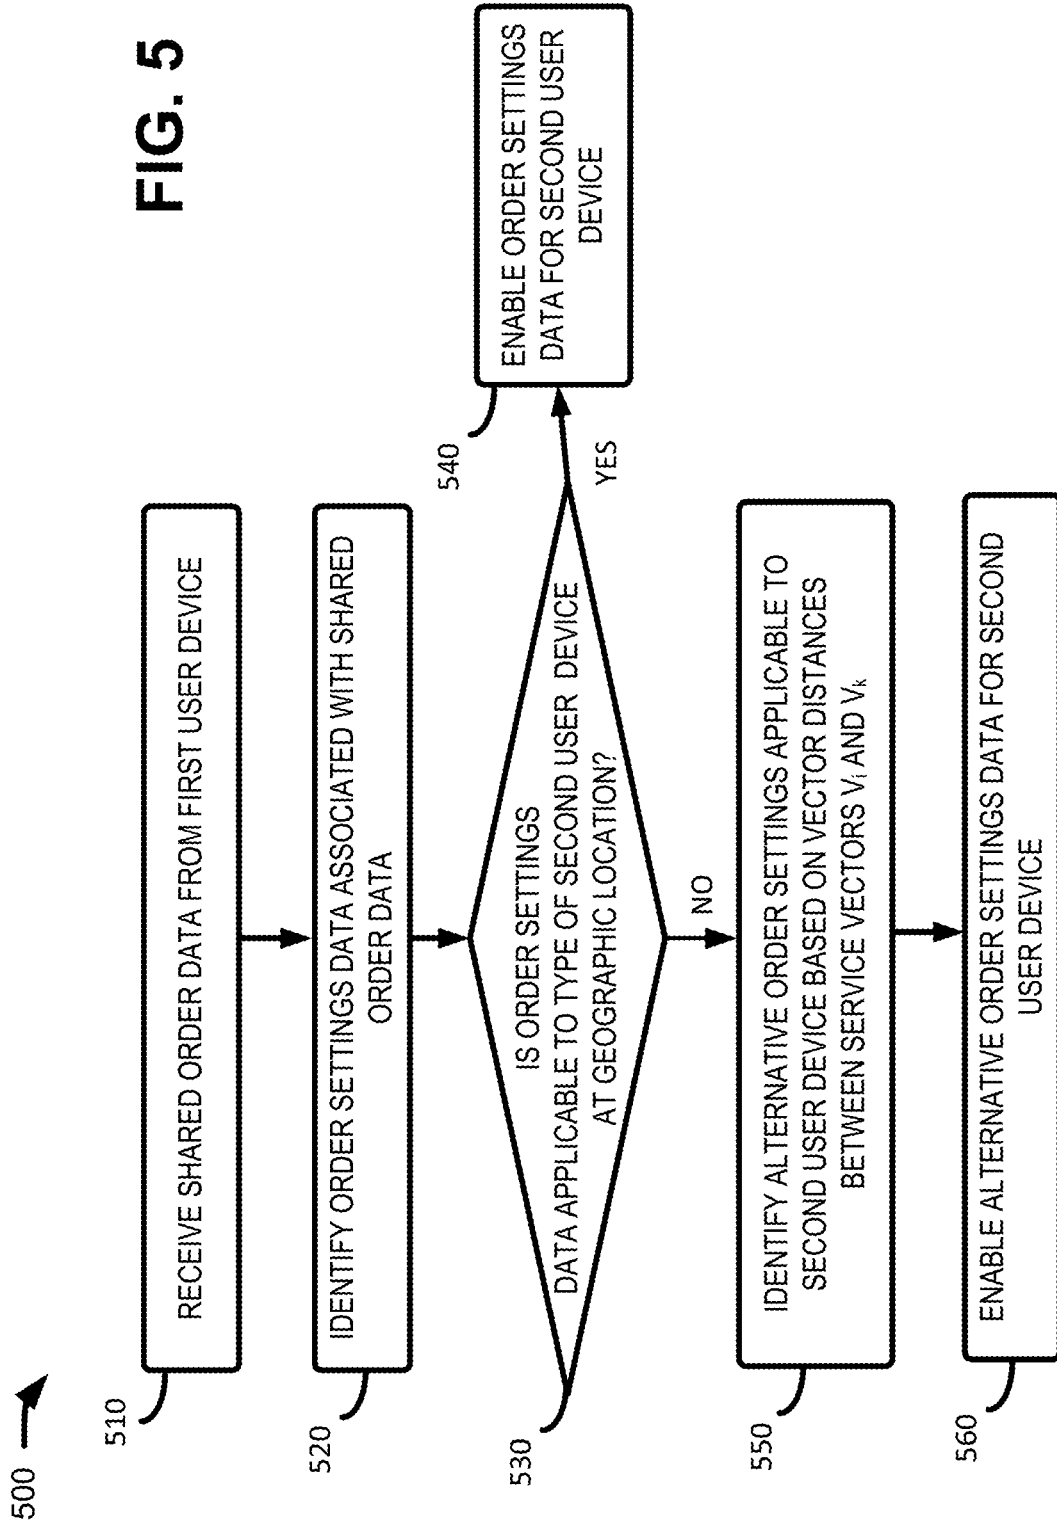 FIG. 5
500
510
RECEIVE SHARED ORDER DATA FROM FIRST USER DEVICE
520
IDENTIFY ORDER SETTINGS DATA ASSOCIATED WITH SHARED
ORDER DATA
530
IS ORDER SETTINGS
DATA APPLICABLE TO TYPE OF SECOND USER DEVICE
AT GEOGRAPHIC LOCATION?
YES
540
ENABLE ORDER SETTINGS
DATA FOR SECOND USER
DEVICE
NO
550
IDENTIFY ALTERNATIVE ORDER SETTINGS APPLICABLE TO
SECOND USER DEVICE BASED ON VECTOR DISTANCES
BETWEEN SERVICE VECTORS Vi AND Vk
560
ENABLE ALTERNATIVE ORDER SETTINGS DATA FOR SECOND
USER DEVICE